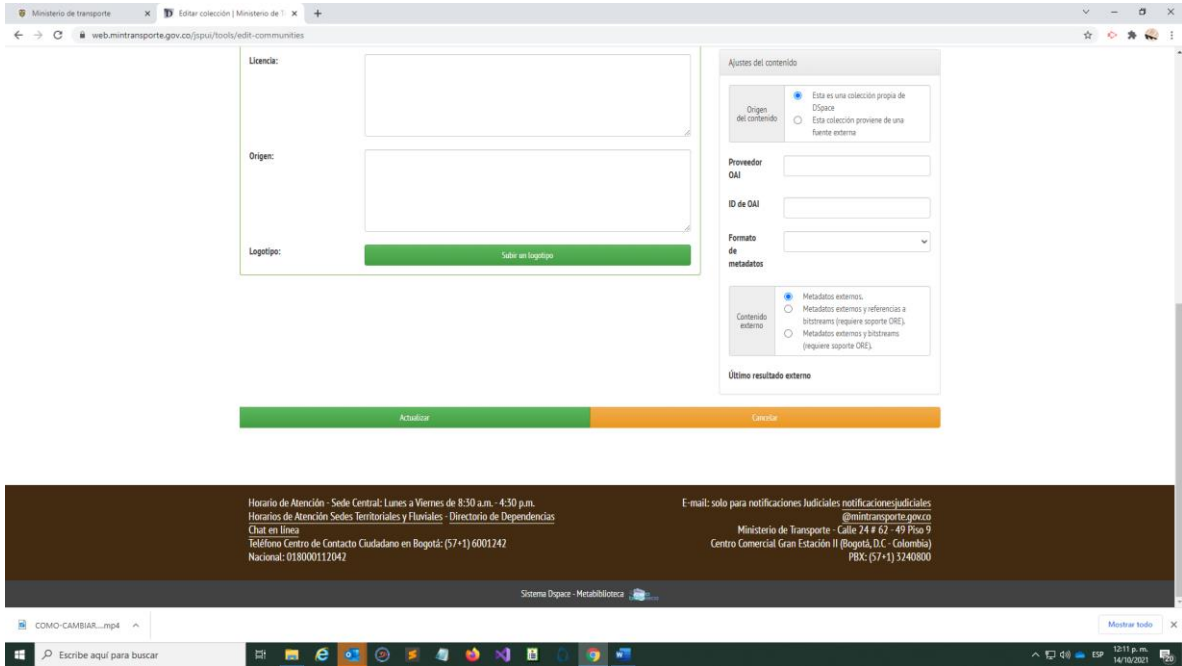 Ministerio de transporte
Editar colección | Ministerio de T
web.mintransporte.gov.co/jspui/tools/edit-communities
Licencia:
Origen:
Logotipo:
Subir un logotipo
Ajustes del contenido
Origen
del contenido
Esta es una colección propia de
DSpace
Esta colección proviene de una
fuente externa
Proveedor
OAI
ID de OAI
Formato
de
metadatos
Contenido
externo
Metadatos externos.
Metadatos externos y referencias a
bitstreams (requiere soporte ORE).
Metadatos externos y bitstreams
(requiere soporte ORE).
Último resultado externo
Actualizar
Cancelar
Horario de Atención - Sede Central: Lunes a Viernes de 8:30 a.m. - 4:30 p.m.
Horarios de Atención Sedes Territoriales y Fluviales - Directorio de Dependencias
Chat en línea
Teléfono Centro de Contacto Ciudadano en Bogotá: (57+1) 6001242
Nacional: 018000112042
E-mail: solo para notificaciones Judiciales notificacionesjudiciales
@mintransporte.gov.co
Ministerio de Transporte - Calle 24 # 62 - 49 Piso 9
Centro Comercial Gran Estación II (Bogotá, D.C - Colombia)
PBX: (57+1) 3240800
Sistema Dspace - Metabiblioteca
COMO-CAMBIAR....mp4
Mostrar todo
Escribe aquí para buscar
ESP
12:11 p. m.
14/10/2021
20